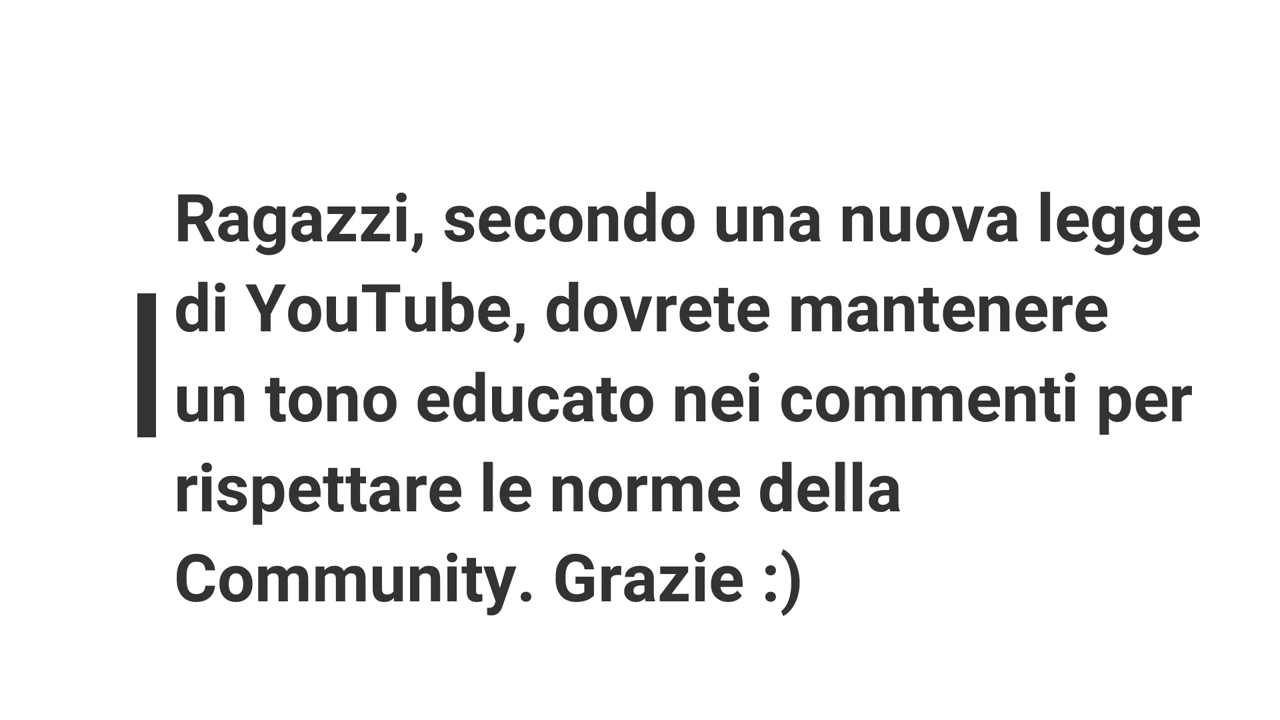 Ragazzi, secondo una nuova legge
di YouTube, dovrete mantenere
un tono educato nei commenti per
rispettare le norme della
Community. Grazie :)